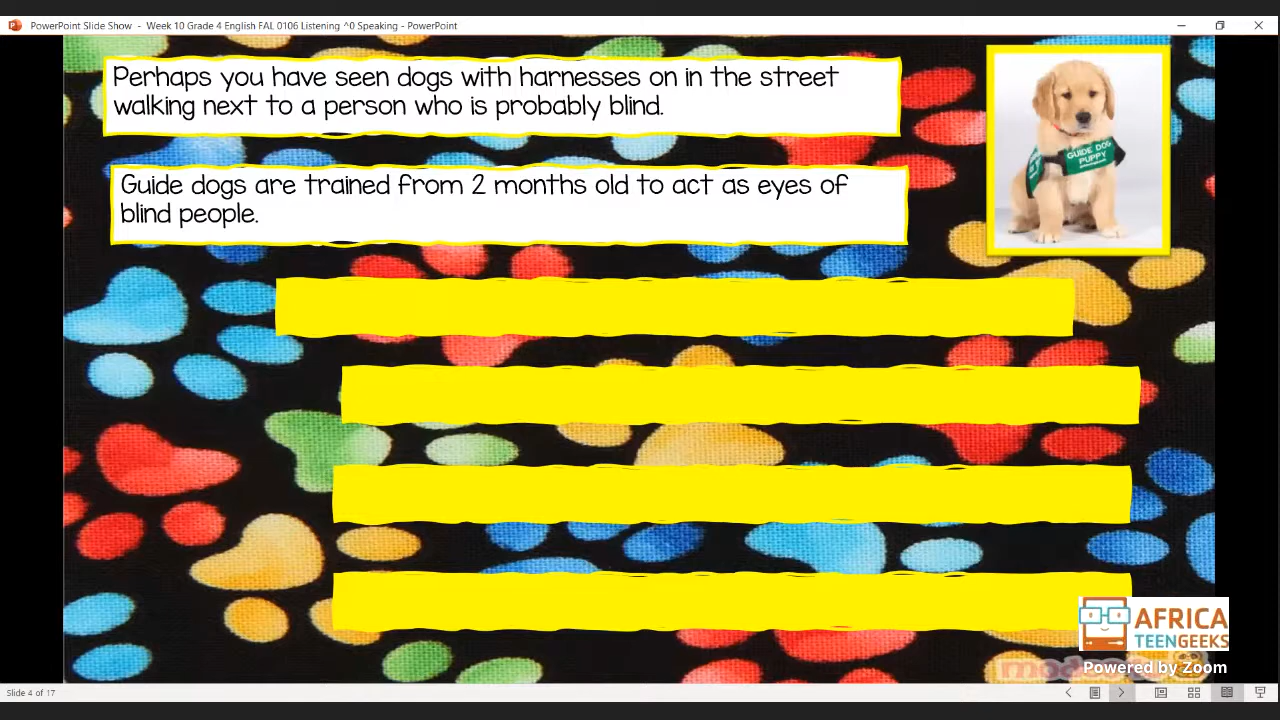 PowerPoint Slide Show - Week 10 Grade 4 English FAL 0106 Listening ^0 Speaking - PowerPoint
Perhaps you have seen dogs with harnesses on in the street
walking next to a person who is probably blind.
GUIDE DOG
PUPPY
Guide dogs are trained from 2 months old to act as eyes of
blind people.
AFRICA
TEENGEEKS
Powered by Zoom
Slide 4 of 17